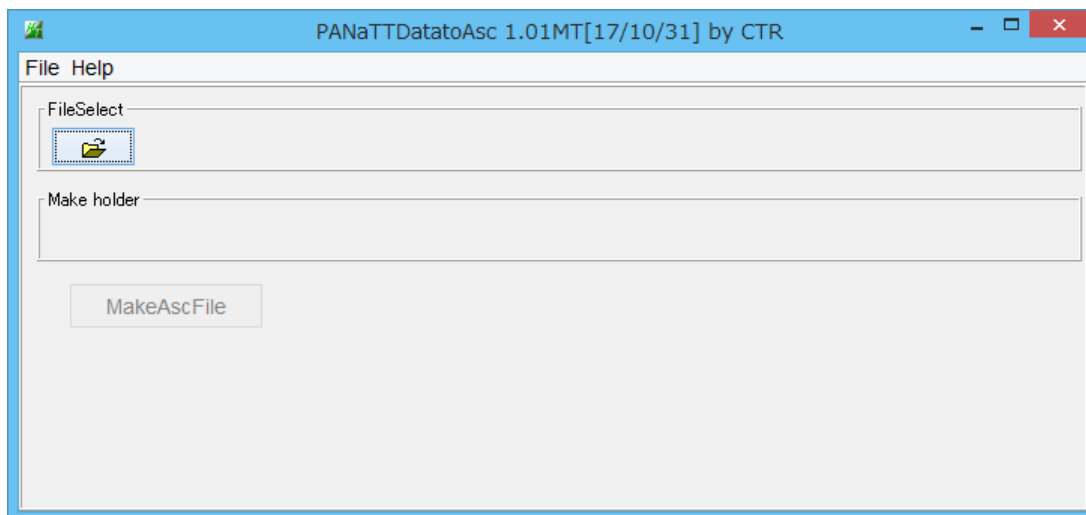 PANaTTDatatoAsc 1.01MT[17/10/31] by CTR
File Help
FileSelect
Make holder
MakeAscFile